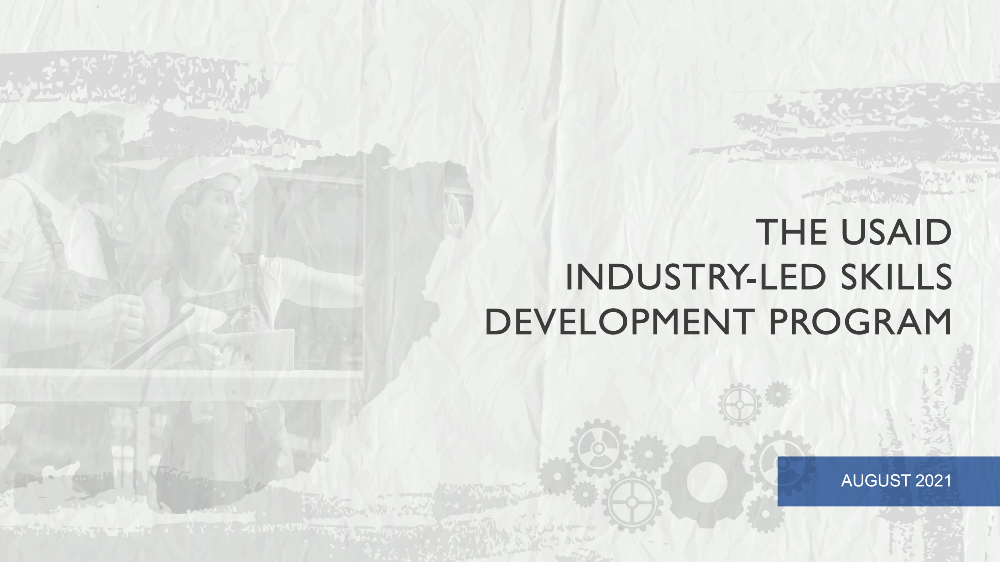 THE USAID
INDUSTRY-LED SKILLS
DEVELOPMENT PROGRAM
AUGUST 2021